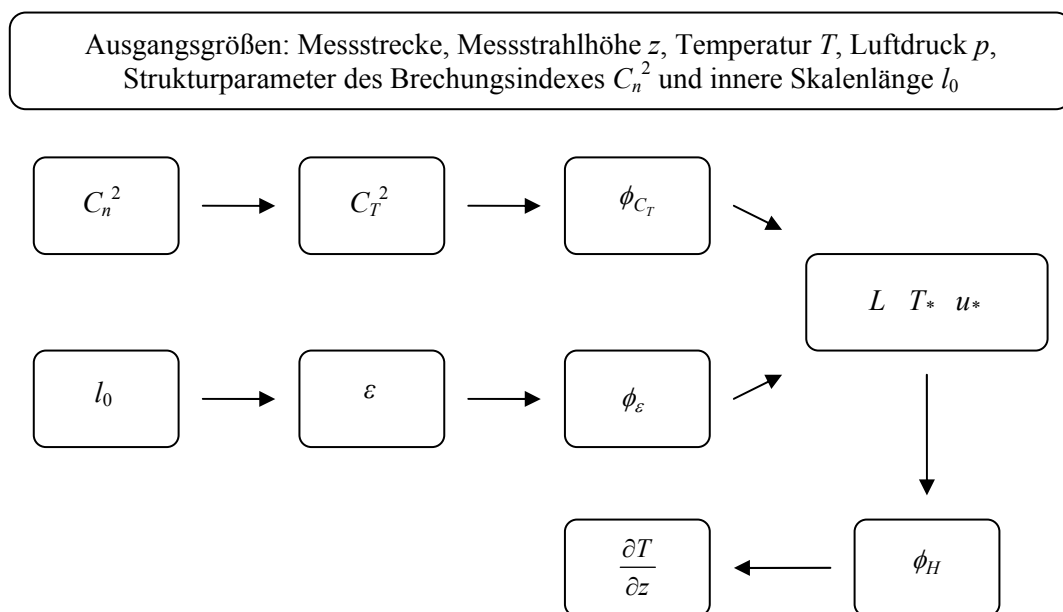 Ausgangsgrößen: Messstrecke, Messstrahlhöhe z, Temperatur T, Luftdruck p,
Strukturparameter des Brechungsindexes Cn² und innere Skalenlänge l₀
Cn² CT² ϕCT
L T* u*
l₀ ε ϕε
∂T/∂z ϕH